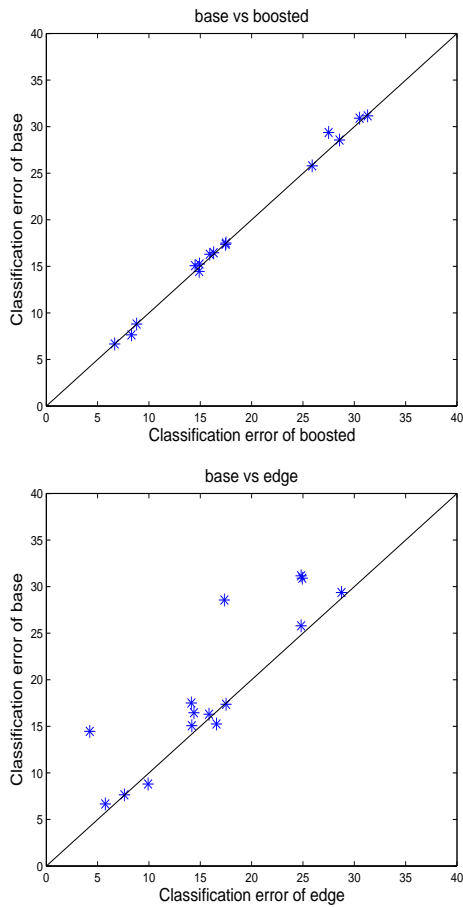 base vs boosted
40
35
30
25
20
15
10
5
0
Classification error of base
0 5 10 15 20 25 30 35 40
Classification error of boosted
base vs edge
40
35
30
25
20
15
10
5
0
Classification error of base
0 5 10 15 20 25 30 35 40
Classification error of edge